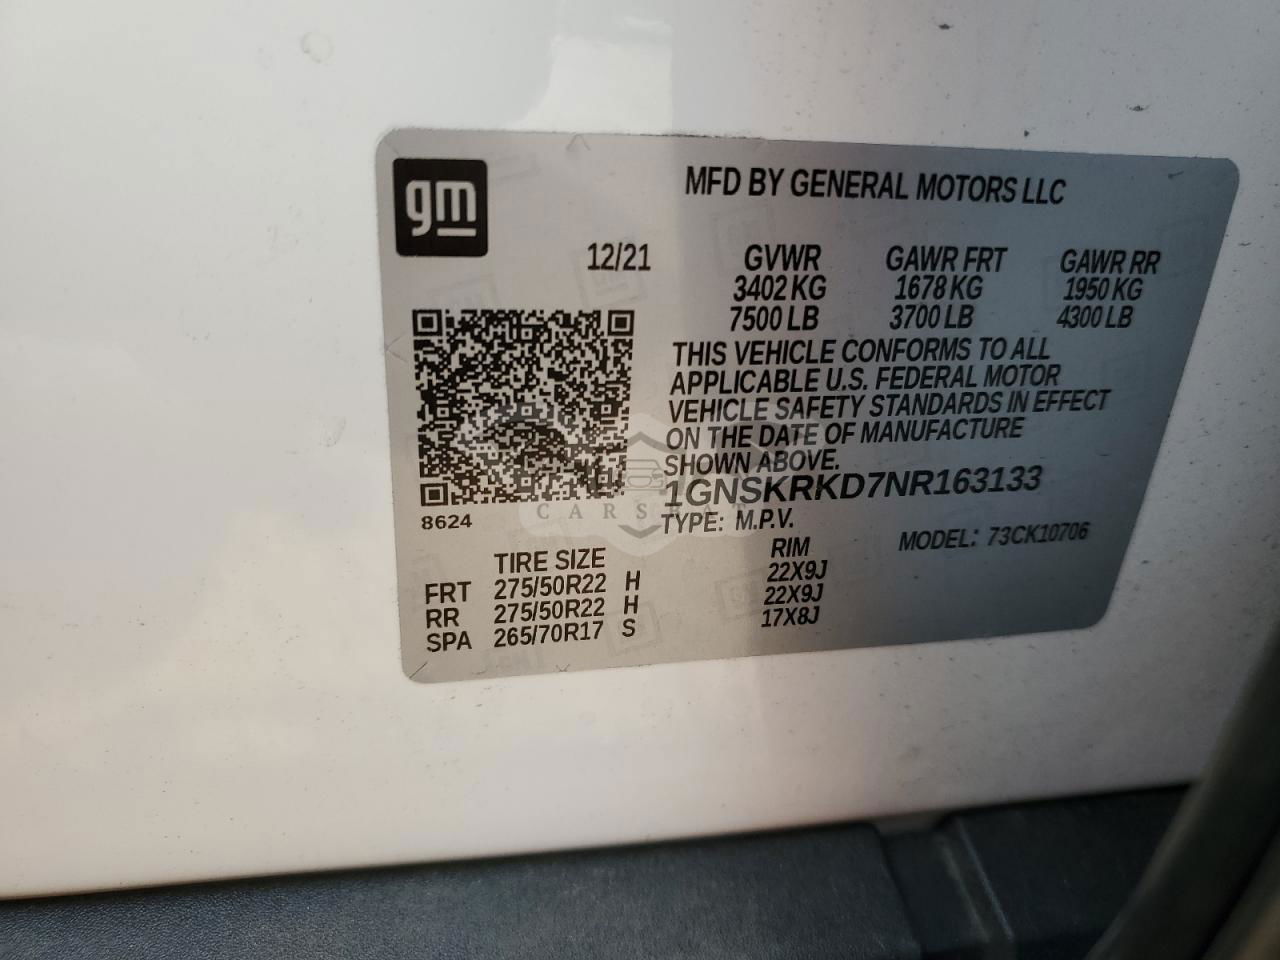 gm
MFD BY GENERAL MOTORS LLC
12/21 GVWR GAWR FRT GAWR RR
3402 KG 1678 KG 1950 KG
7500 LB 3700 LB 4300 LB
THIS VEHICLE CONFORMS TO ALL
APPLICABLE U.S. FEDERAL MOTOR
VEHICLE SAFETY STANDARDS IN EFFECT
ON THE DATE OF MANUFACTURE
SHOWN ABOVE.
1GNSKRKD7NR163133
8624
TYPE: M.P.V. MODEL: 73CK10706
TIRE SIZE RIM
FRT 275/50R22 H 22X9J
RR 275/50R22 H 22X9J
SPA 265/70R17 S 17X8J